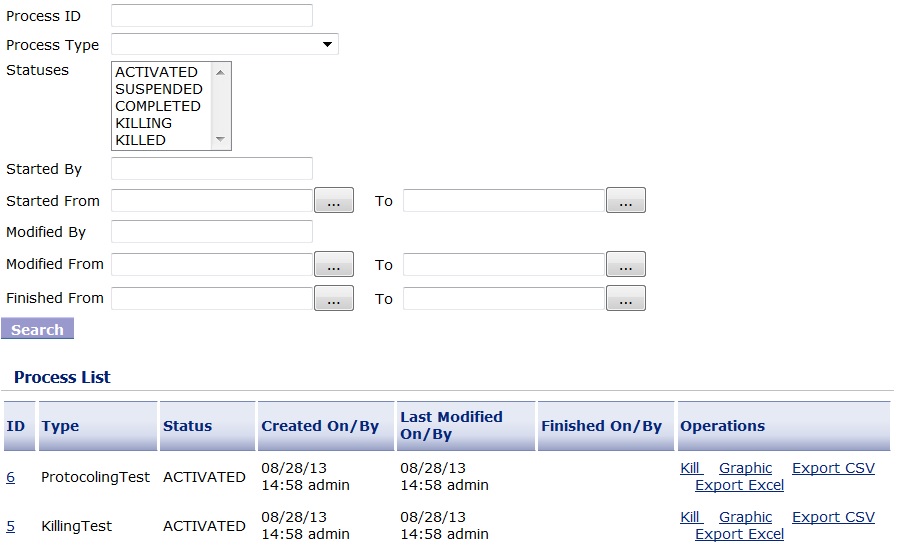 Process ID
Process Type
Statuses
ACTIVATED
SUSPENDED
COMPLETED
KILLING
KILLED
Started By
Started From ... To ...
Modified By
Modified From ... To ...
Finished From ... To ...
Search
Process List
ID Type Status Created On/By Last Modified On/By Finished On/By Operations
6 ProtocolingTest ACTIVATED 08/28/13 14:58 admin 08/28/13 14:58 admin Kill Graphic Export CSV Export Excel
5 KillingTest ACTIVATED 08/28/13 14:58 admin 08/28/13 14:58 admin Kill Graphic Export CSV Export Excel